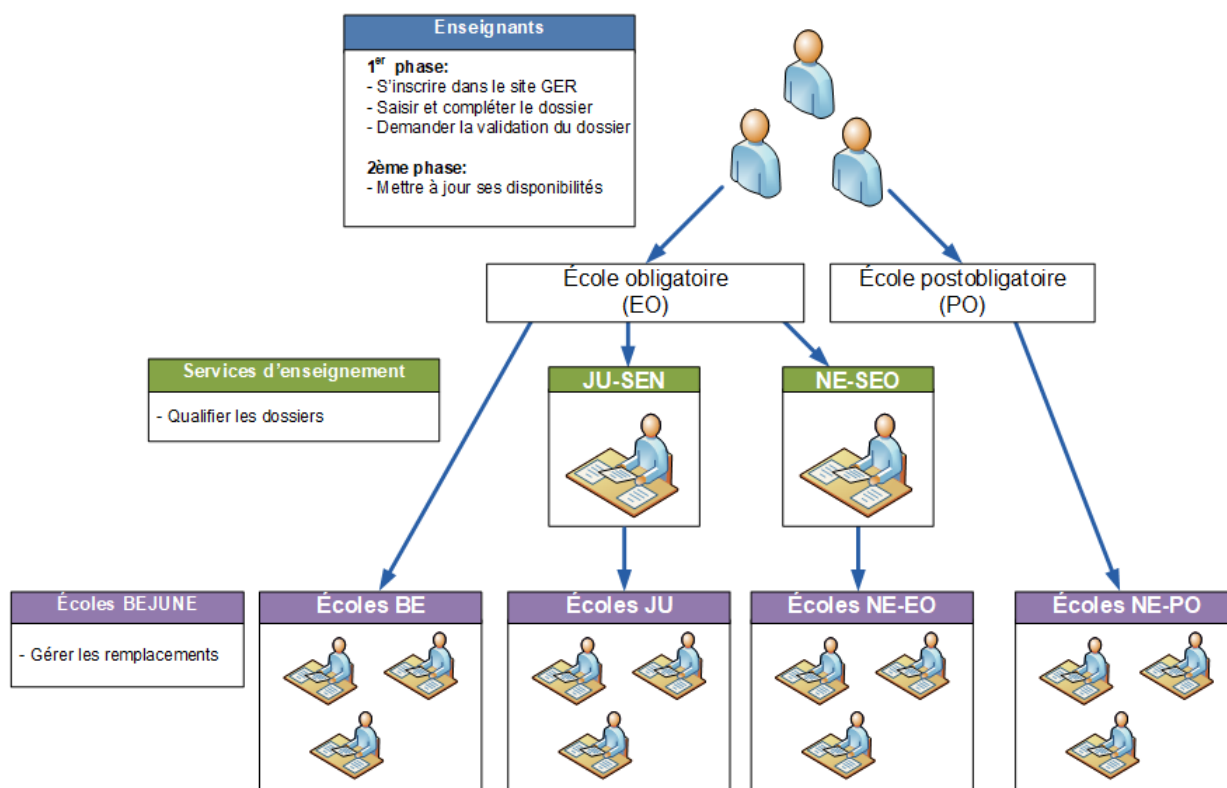 Enseignants
1er phase:
- S'inscrire dans le site GER
- Saisir et compléter le dossier
- Demander la validation du dossier
2ème phase:
- Mettre à jour ses disponibilités
École obligatoire
(EO)
École postobligatoire
(PO)
Services d'enseignement
- Qualifier les dossiers
JU-SEN
NE-SEO
Écoles BEJUNE
- Gérer les remplacements
Écoles BE
Écoles JU
Écoles NE-EO
Écoles NE-PO